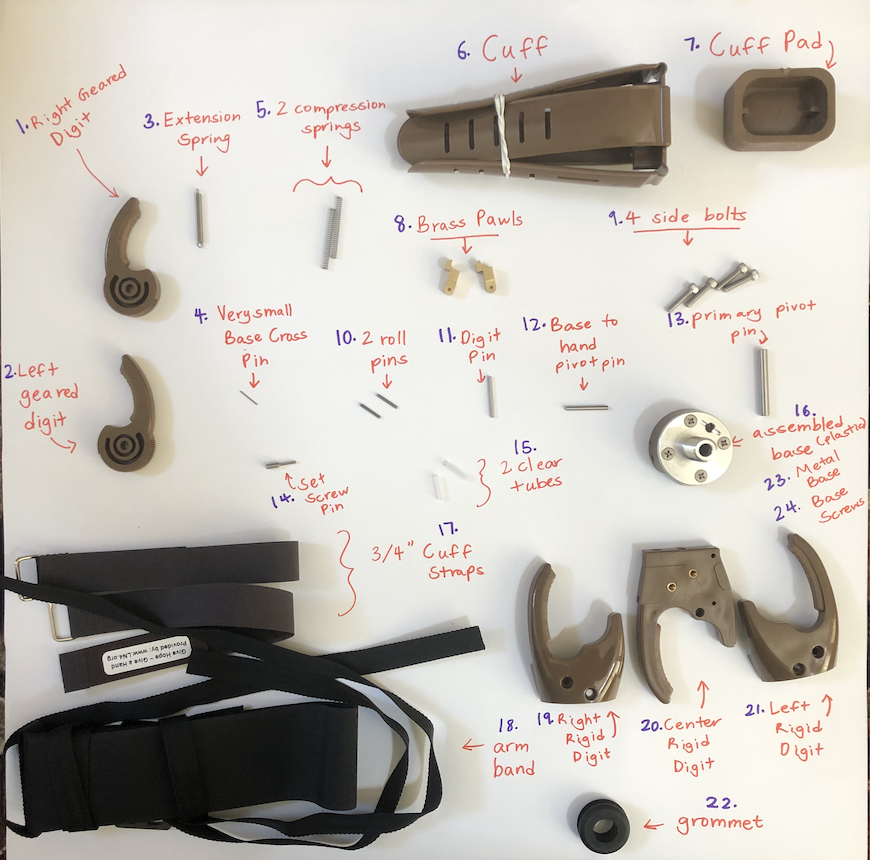 6. Cuff
7. Cuff Pad
1. Right Geared
Digit
3. Extension
Spring
5. 2 compression
springs
8. Brass Pawls
9. 4 side bolts
4. Very small
Base Cross
Pin
10. 2 roll
pins
11. Digit
Pin
12. Base to
hand
pivot pin
13. primary pivot
pin
2. Left
geared
digit
14. set
screw
Pin
15.
2 clear
tubes
16.
assembled
base (plastic)
23. Metal
Base
24. Base
Screws
17.
3/4" Cuff
Straps
Give Hope ~ Give a Hand
Provided by: www.LN4.org
18.
arm
band
19. Right
Rigid
Digit
20. Center
Rigid
Digit
21. Left
Rigid
Digit
22.
grommet